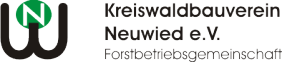 N
W
Kreiswaldbauverein
Neuwied e.V.
Forstbetriebsgemeinschaft